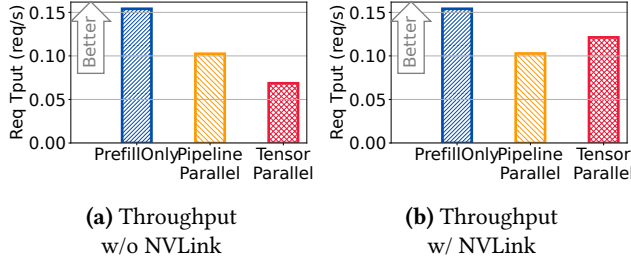 Req Tput (req/s)
0.15
0.10
0.05
0.00
Better
PrefillOnly
Pipeline
Parallel
Tensor
Parallel
(a) Throughput
w/o NVLink
Req Tput (req/s)
0.15
0.10
0.05
0.00
Better
PrefillOnly
Pipeline
Parallel
Tensor
Parallel
(b) Throughput
w/ NVLink